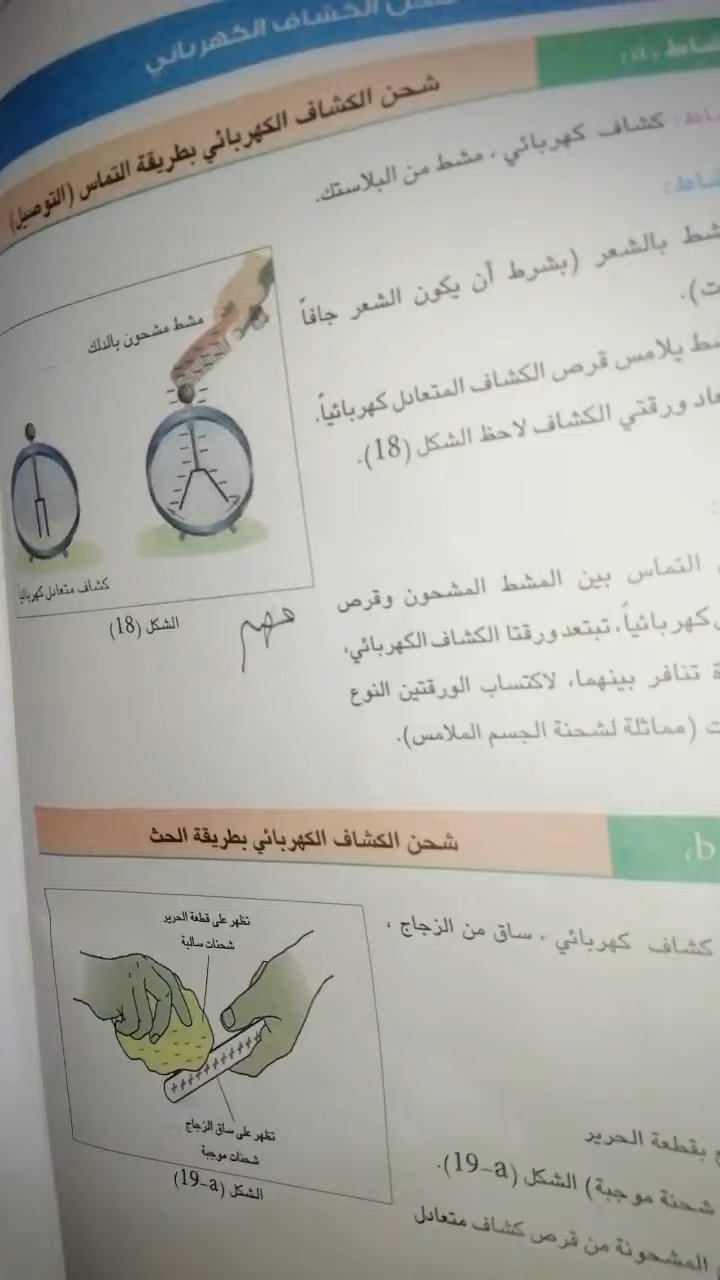 شحن الكشاف الكهربائي
نشاط (a)
شحن الكشاف الكهربائي بطريقة التماس (التوصيل)
كشاف كهربائي ، مشط من البلاستك.
بالشعر (بشرط أن يكون الشعر جافاً
يلامس قرص الكشاف المتعادل كهربائياً.
ورقتي الكشاف لاحظ الشكل (18).
مشط مشحون بالدلك
كشاف متعادل كهربائياً
الشكل (18)
مهم
التماس بين المشط المشحون وقرص
كهربائياً، تبتعد ورقتا الكشاف الكهربائي،
تنافر بينهما، لاكتساب الورقتين النوع
(مماثلة لشحنة الجسم الملامس).
b
شحن الكشاف الكهربائي بطريقة الحث
كشاف كهربائي ، ساق من الزجاج ،
تظهر على قطعة الحرير
شحنات سالبة
تظهر على ساق الزجاج
شحنات موجبة
الشكل (19-a)
بقطعة الحرير
شحنة موجبة) الشكل (19-a).
المشحونة من قرص كشاف متعادل